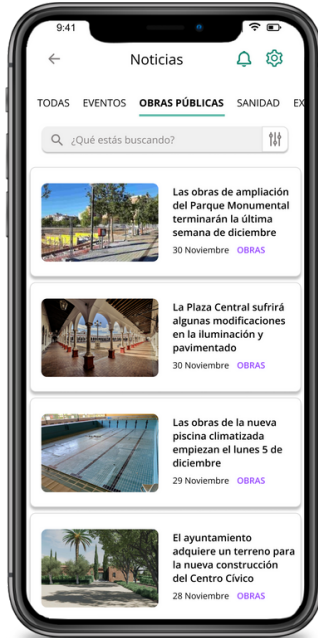 9:41
Noticias
TODAS EVENTOS OBRAS PÚBLICAS SANIDAD EX
¿Qué estás buscando?
Las obras de ampliación
del Parque Monumental
terminarán la última
semana de diciembre
30 Noviembre OBRAS
La Plaza Central sufrirá
algunas modificaciones
en la iluminación y
pavimentado
30 Noviembre OBRAS
Las obras de la nueva
piscina climatizada
empiezan el lunes 5 de
diciembre
29 Noviembre OBRAS
El ayuntamiento
adquiere un terreno para
la nueva construcción
del Centro Cívico
28 Noviembre OBRAS